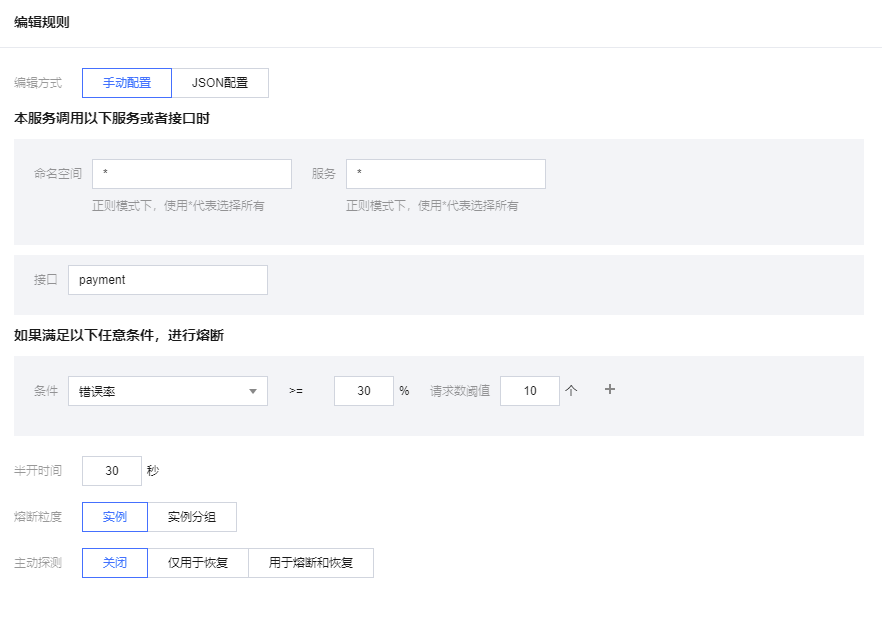 编辑规则
编辑方式 手动配置 JSON配置
本服务调用以下服务或者接口时
命名空间 * 服务 *
正则模式下，使用*代表选择所有 正则模式下，使用*代表选择所有
接口 payment
如果满足以下任意条件，进行熔断
条件 错误率 >= 30 % 请求数阈值 10 个 +
半开时间 30 秒
熔断粒度 实例 实例分组
主动探测 关闭 仅用于恢复 用于熔断和恢复